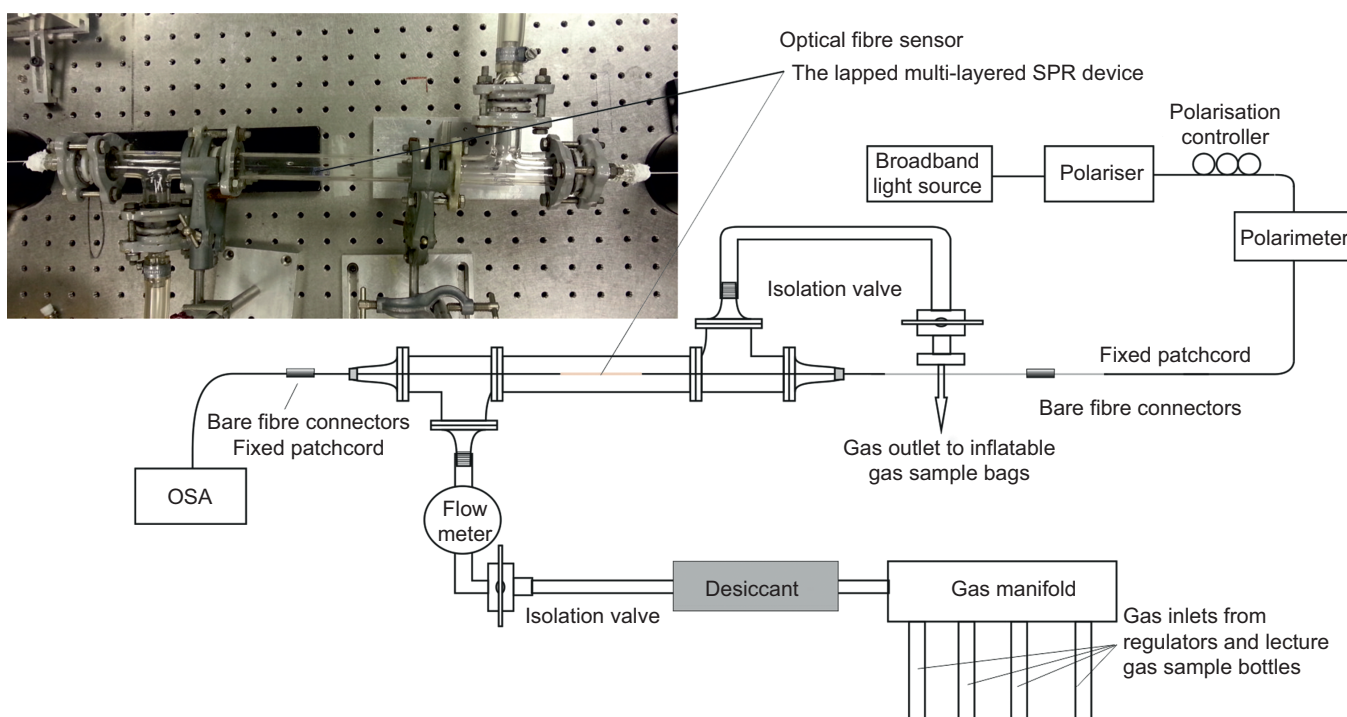 Optical fibre sensor
The lapped multi-layered SPR device
Polarisation
controller
Broadband
light source
Polariser
Polarimeter
Isolation valve
Fixed patchcord
Bare fibre connectors
Bare fibre connectors
Fixed patchcord
Gas outlet to inflatable
gas sample bags
OSA
Flow
meter
Desiccant
Gas manifold
Isolation valve
Gas inlets from
regulators and lecture
gas sample bottles